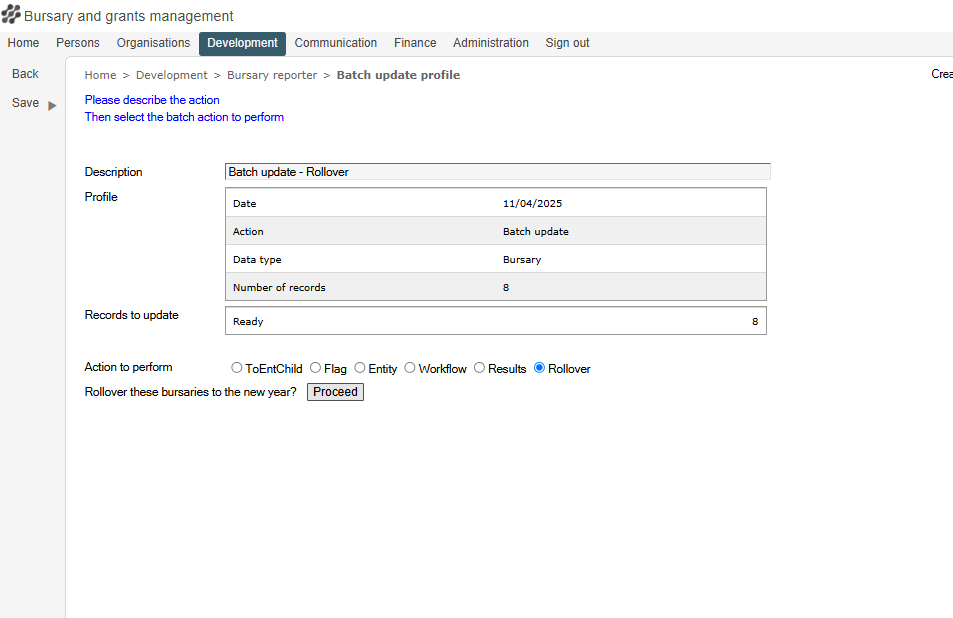 Bursary and grants management
Home Persons Organisations Development Communication Finance Administration Sign out
Back
Save
Home > Development > Bursary reporter > Batch update profile
Crea
Please describe the action
Then select the batch action to perform
Description Batch update - Rollover
Profile
Date 11/04/2025
Action Batch update
Data type Bursary
Number of records 8
Records to update
Ready 8
Action to perform ToEntChild Flag Entity Workflow Results Rollover
Rollover these bursaries to the new year? Proceed